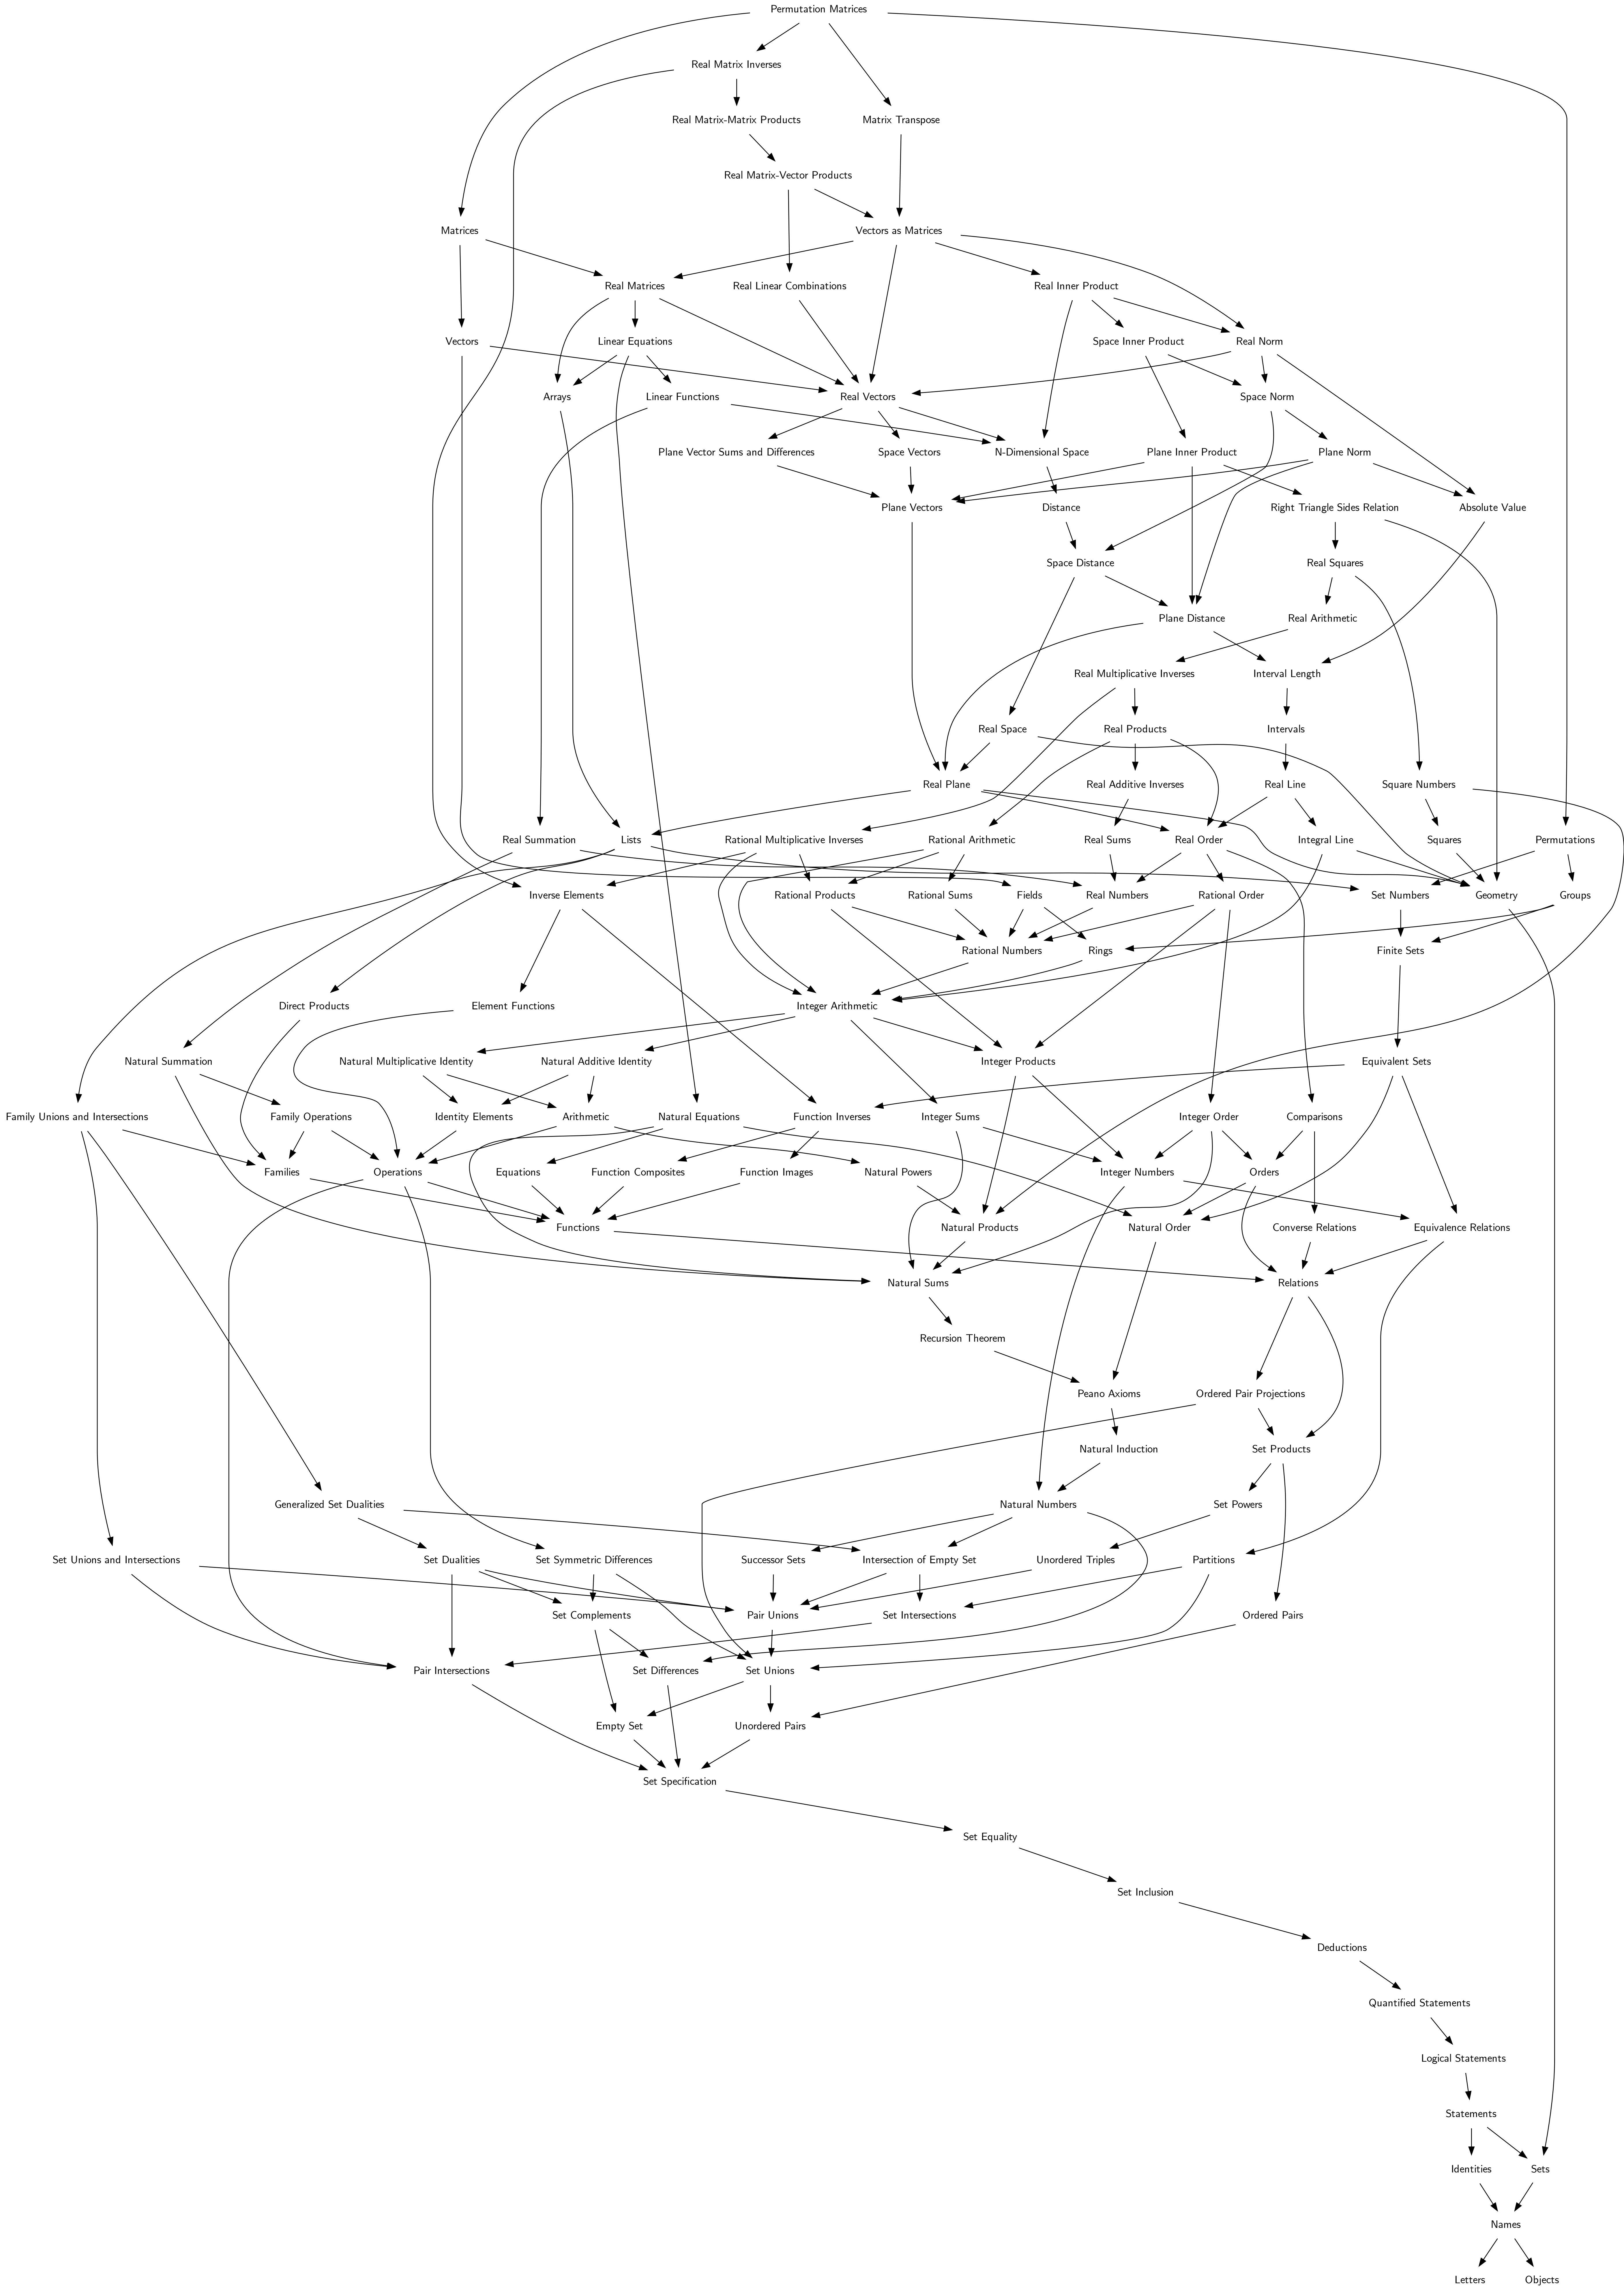 Permutation Matrices
Real Matrix Inverses
Real Matrix-Matrix Products
Matrix Transpose
Real Matrix-Vector Products
Matrices
Vectors as Matrices
Real Matrices
Real Linear Combinations
Real Inner Product
Vectors
Linear Equations
Space Inner Product
Real Norm
Arrays
Linear Functions
Real Vectors
Space Norm
Plane Vector Sums and Differences
Space Vectors
N-Dimensional Space
Plane Inner Product
Plane Norm
Plane Vectors
Distance
Right Triangle Sides Relation
Absolute Value
Space Distance
Real Squares
Plane Distance
Real Arithmetic
Real Multiplicative Inverses
Interval Length
Real Space
Real Products
Intervals
Real Plane
Real Additive Inverses
Real Line
Square Numbers
Real Summation
Lists
Rational Multiplicative Inverses
Rational Arithmetic
Real Sums
Real Order
Integral Line
Squares
Permutations
Inverse Elements
Rational Products
Rational Sums
Fields
Real Numbers
Rational Order
Set Numbers
Geometry
Groups
Rational Numbers
Rings
Finite Sets
Direct Products
Element Functions
Integer Arithmetic
Natural Summation
Natural Multiplicative Identity
Natural Additive Identity
Integer Products
Equivalent Sets
Family Unions and Intersections
Family Operations
Identity Elements
Arithmetic
Natural Equations
Function Inverses
Integer Sums
Integer Order
Comparisons
Families
Operations
Equations
Function Composites
Function Images
Natural Powers
Integer Numbers
Orders
Functions
Natural Products
Natural Order
Converse Relations
Equivalence Relations
Natural Sums
Relations
Recursion Theorem
Peano Axioms
Ordered Pair Projections
Natural Induction
Set Products
Generalized Set Dualities
Natural Numbers
Set Powers
Set Unions and Intersections
Set Dualities
Set Symmetric Differences
Successor Sets
Intersection of Empty Set
Unordered Triples
Partitions
Set Complements
Pair Unions
Set Intersections
Ordered Pairs
Pair Intersections
Set Differences
Set Unions
Empty Set
Unordered Pairs
Set Specification
Set Equality
Set Inclusion
Deductions
Quantified Statements
Logical Statements
Statements
Identities
Sets
Names
Letters
Objects